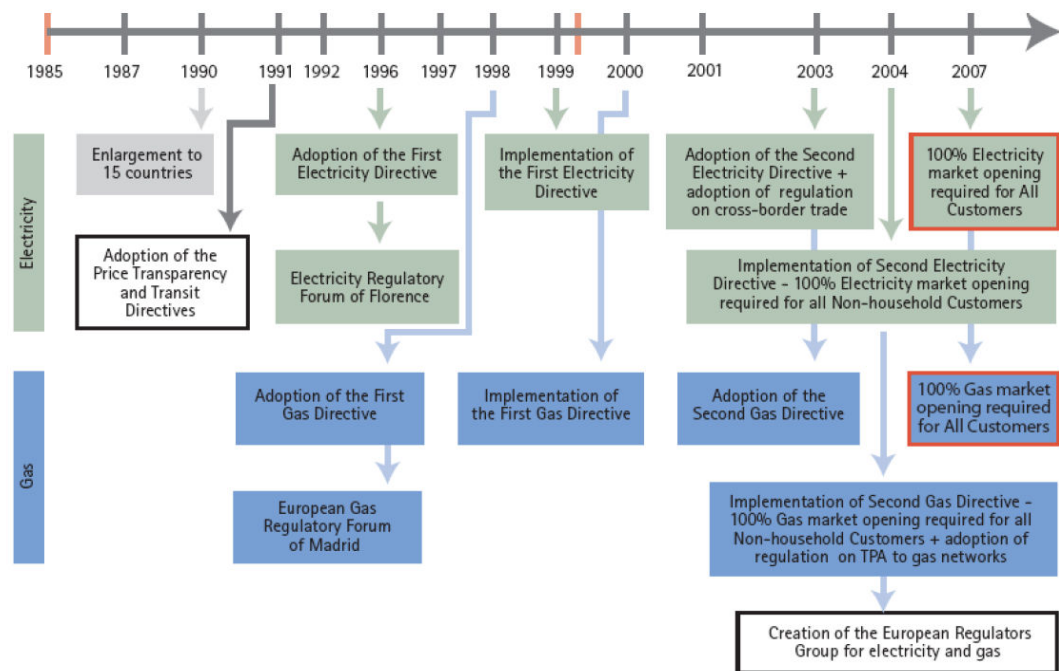 1985 1987 1990 1991 1992 1996 1997 1998 1999 2000 2001 2003 2004 2007
Electricity
Enlargement to
15 countries
Adoption of the
Price Transparency
and Transit
Directives
Adoption of the First
Electricity Directive
Electricity Regulatory
Forum of Florence
Implementation of
the First Electricity
Directive
Adoption of the Second
Electricity Directive +
adoption of regulation
on cross-border trade
100% Electricity
market opening
required for All
Customers
Implementation of Second Electricity
Directive - 100% Electricity market opening
required for all Non-household Customers
Gas
Adoption of the First
Gas Directive
Implementation of
the First Gas Directive
Adoption of the
Second Gas Directive
100% Gas market
opening required
for All Customers
European Gas
Regulatory Forum
of Madrid
Implementation of Second Gas Directive -
100% Gas market opening required for all
Non-household Customers + adoption of
regulation on TPA to gas networks
Creation of the European Regulators
Group for electricity and gas